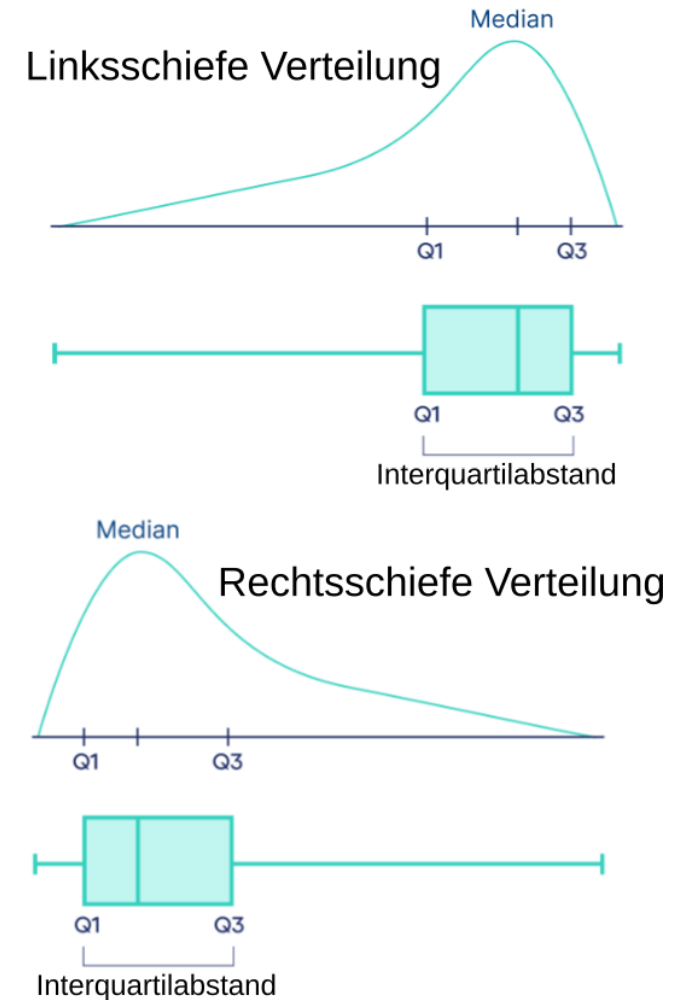 Median
Linksschiefe Verteilung
Q1 Q3
Q1 Q3
Interquartilabstand
Median
Rechtsschiefe Verteilung
Q1 Q3
Q1 Q3
Interquartilabstand